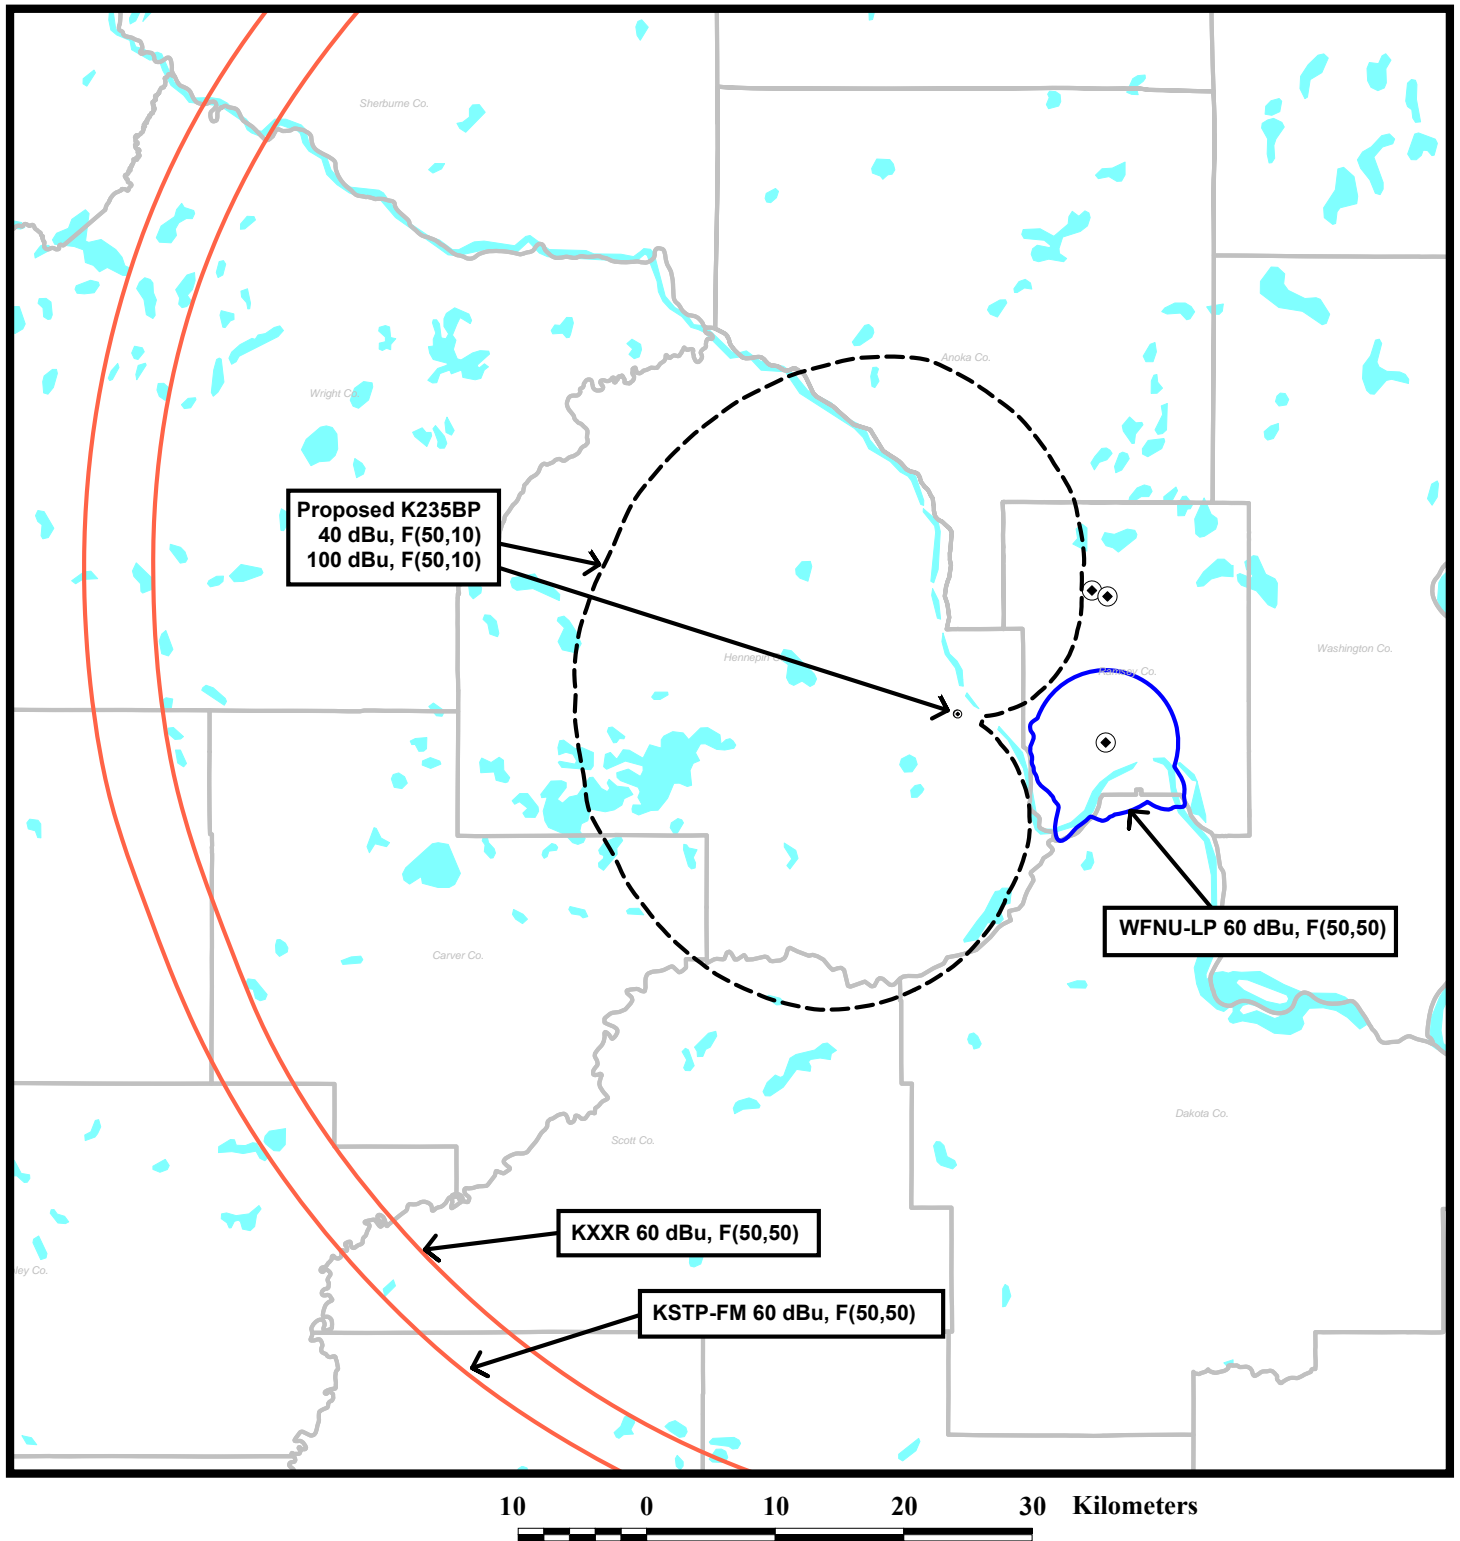 Sherburne Co.
Anoka Co.
Wright Co.
Proposed K235BP
40 dBu, F(50,10)
100 dBu, F(50,10)
Washington Co.
Hennepin
Ramsey Co.
WFNU-LP 60 dBu, F(50,50)
Carver Co.
Dakota Co.
Scott Co.
KXXR 60 dBu, F(50,50)
ley Co.
KSTP-FM 60 dBu, F(50,50)
10 0 10 20 30 Kilometers